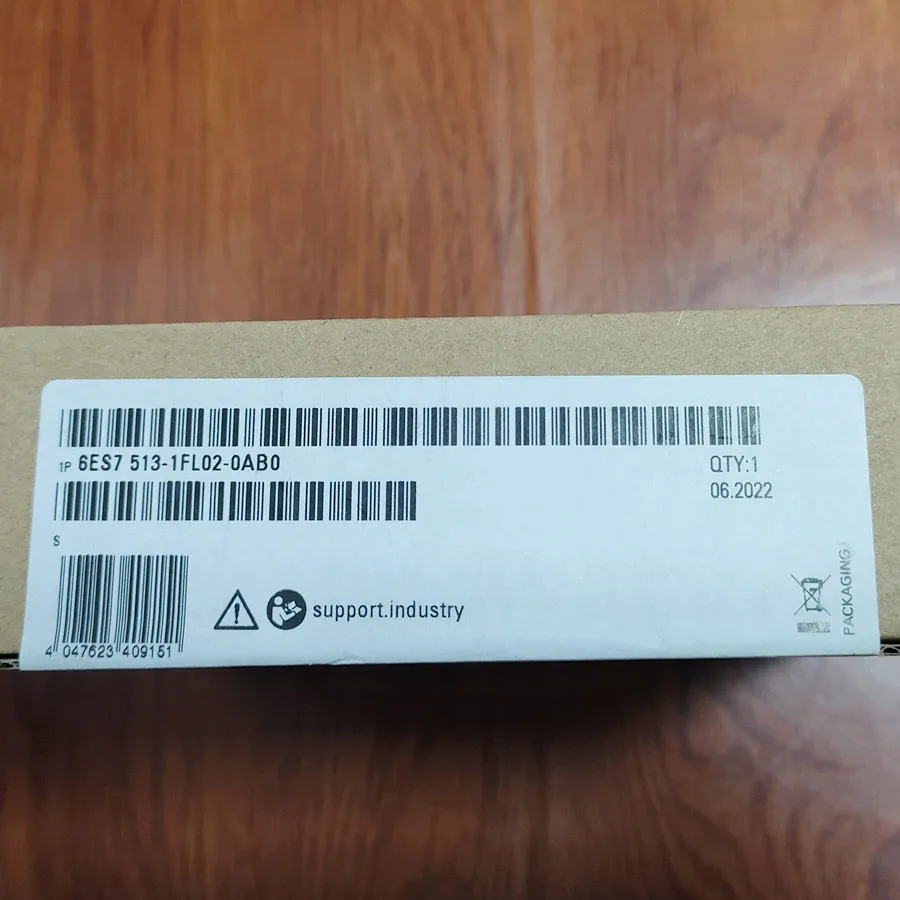 1P 6ES7 513-1FL02-0AB0
QTY:1
06.2022
S
support.industry
PACKAGING
4 047623 409151